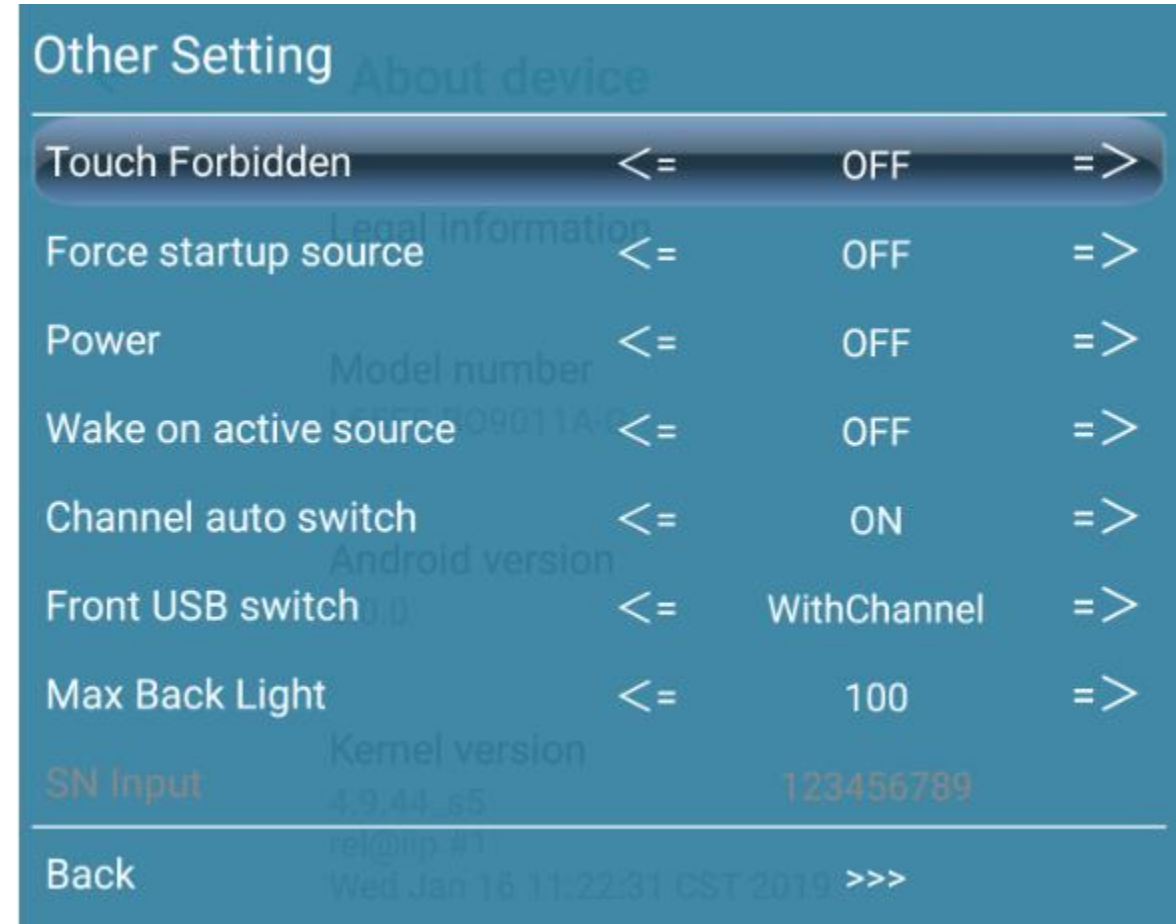 Other Setting
About device
Touch Forbidden <= OFF =>
Legal information
Force startup source <= OFF =>
Power <= OFF =>
Model number
Wake on active source <= OFF =>
Channel auto switch <= ON =>
Android version
Front USB switch <= WithChannel =>
Max Back Light <= 100 =>
Kernel version
SN Input 123456789
4.9.44_s5
Back >>>
Wed Jan 16 11:22:31 CST 2019